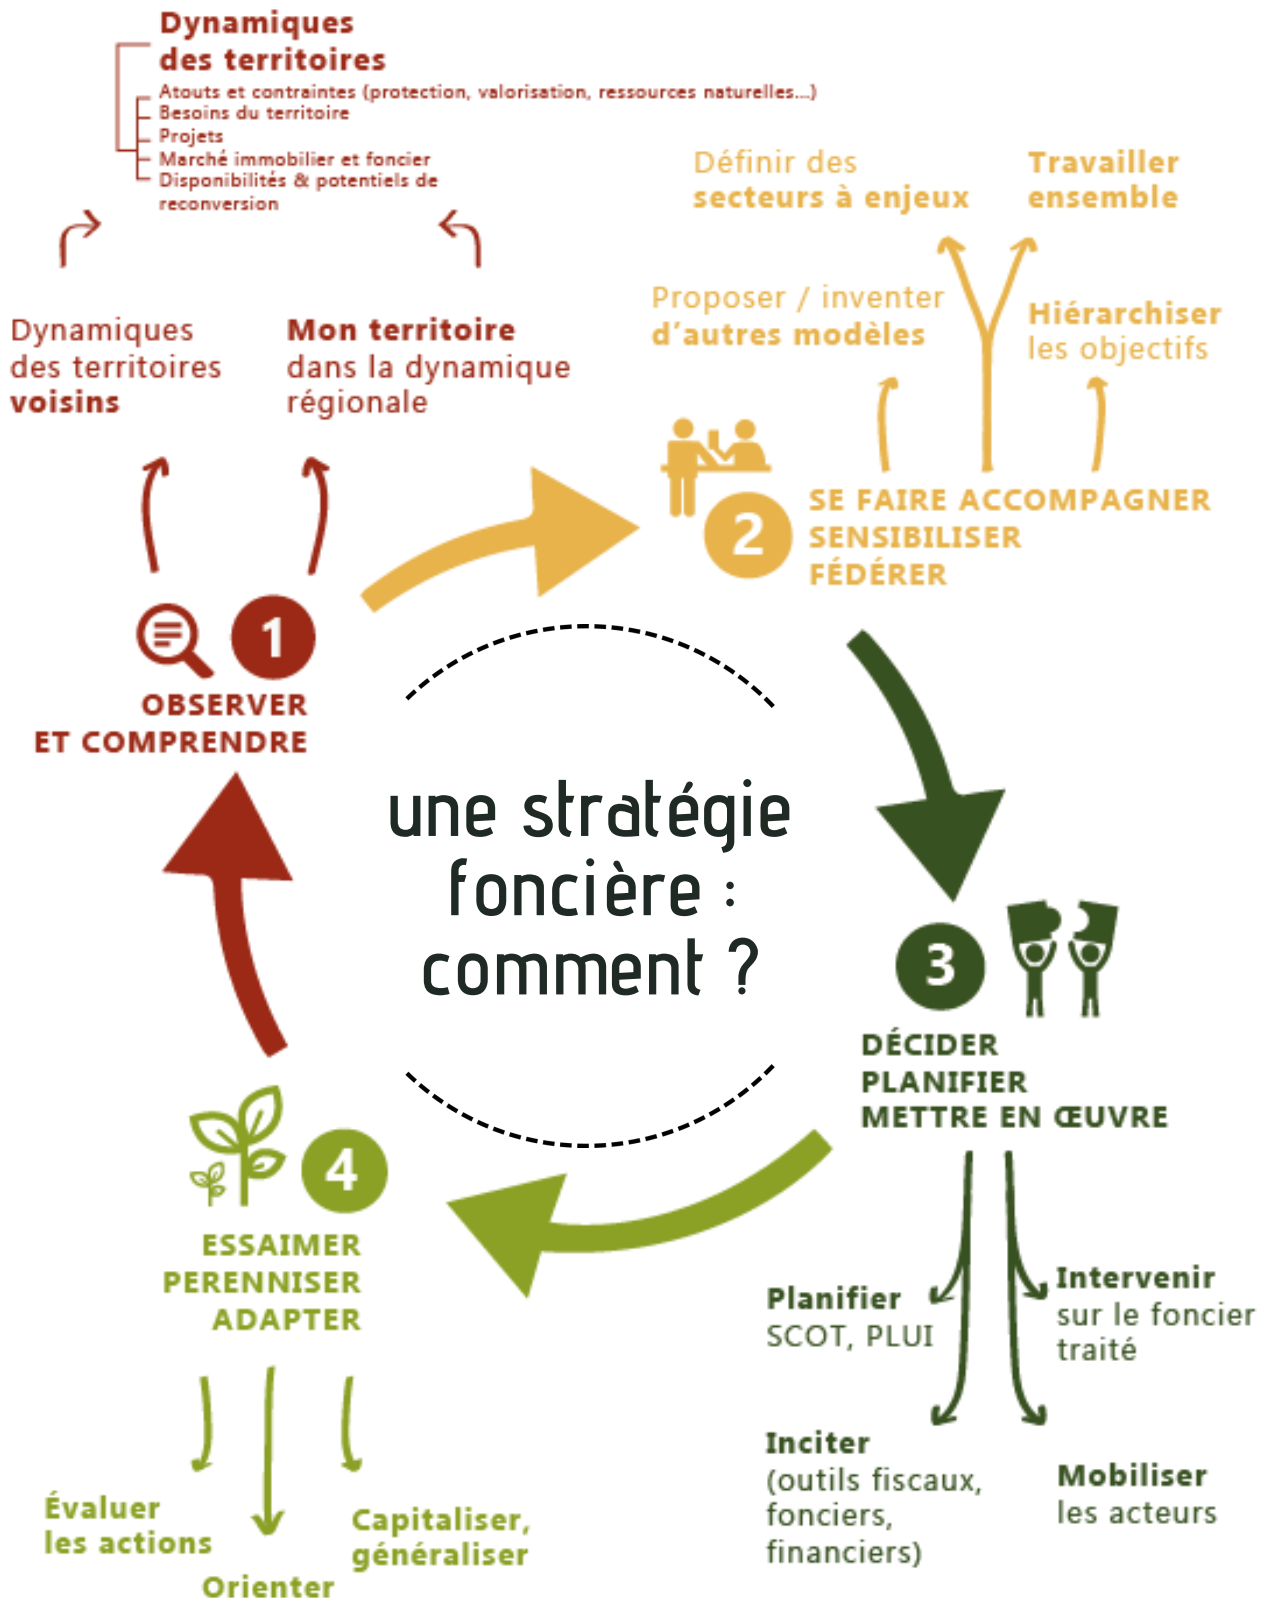 Dynamiques
des territoires
Atouts et contraintes (protection, valorisation, ressources naturelles...)
Besoins du territoire
Projets
Marché immobilier et foncier
Disponibilités & potentiels de
reconversion
Dynamiques
des territoires
voisins
Mon territoire
dans la dynamique
régionale
1
OBSERVER
ET COMPRENDRE
Définir des
secteurs à enjeux
Travailler
ensemble
Proposer / inventer
d'autres modèles
Hiérarchiser
les objectifs
2
SE FAIRE ACCOMPAGNER
SENSIBILISER
FÉDÉRER
une stratégie
foncière :
comment ?
3
DÉCIDER
PLANIFIER
METTRE EN ŒUVRE
Planifier
SCOT, PLUI
Intervenir
sur le foncier
traité
Inciter
(outils fiscaux,
fonciers,
financiers)
Mobiliser
les acteurs
4
ESSAIMER
PERENNISER
ADAPTER
Évaluer
les actions
Orienter
Capitaliser,
généraliser